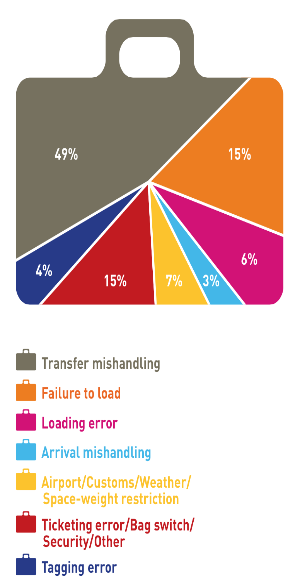 49%
15%
6%
4%
15%
7%
3%
Transfer mishandling
Failure to load
Loading error
Arrival mishandling
Airport/Customs/Weather/
Space-weight restriction
Ticketing error/Bag switch/
Security/Other
Tagging error